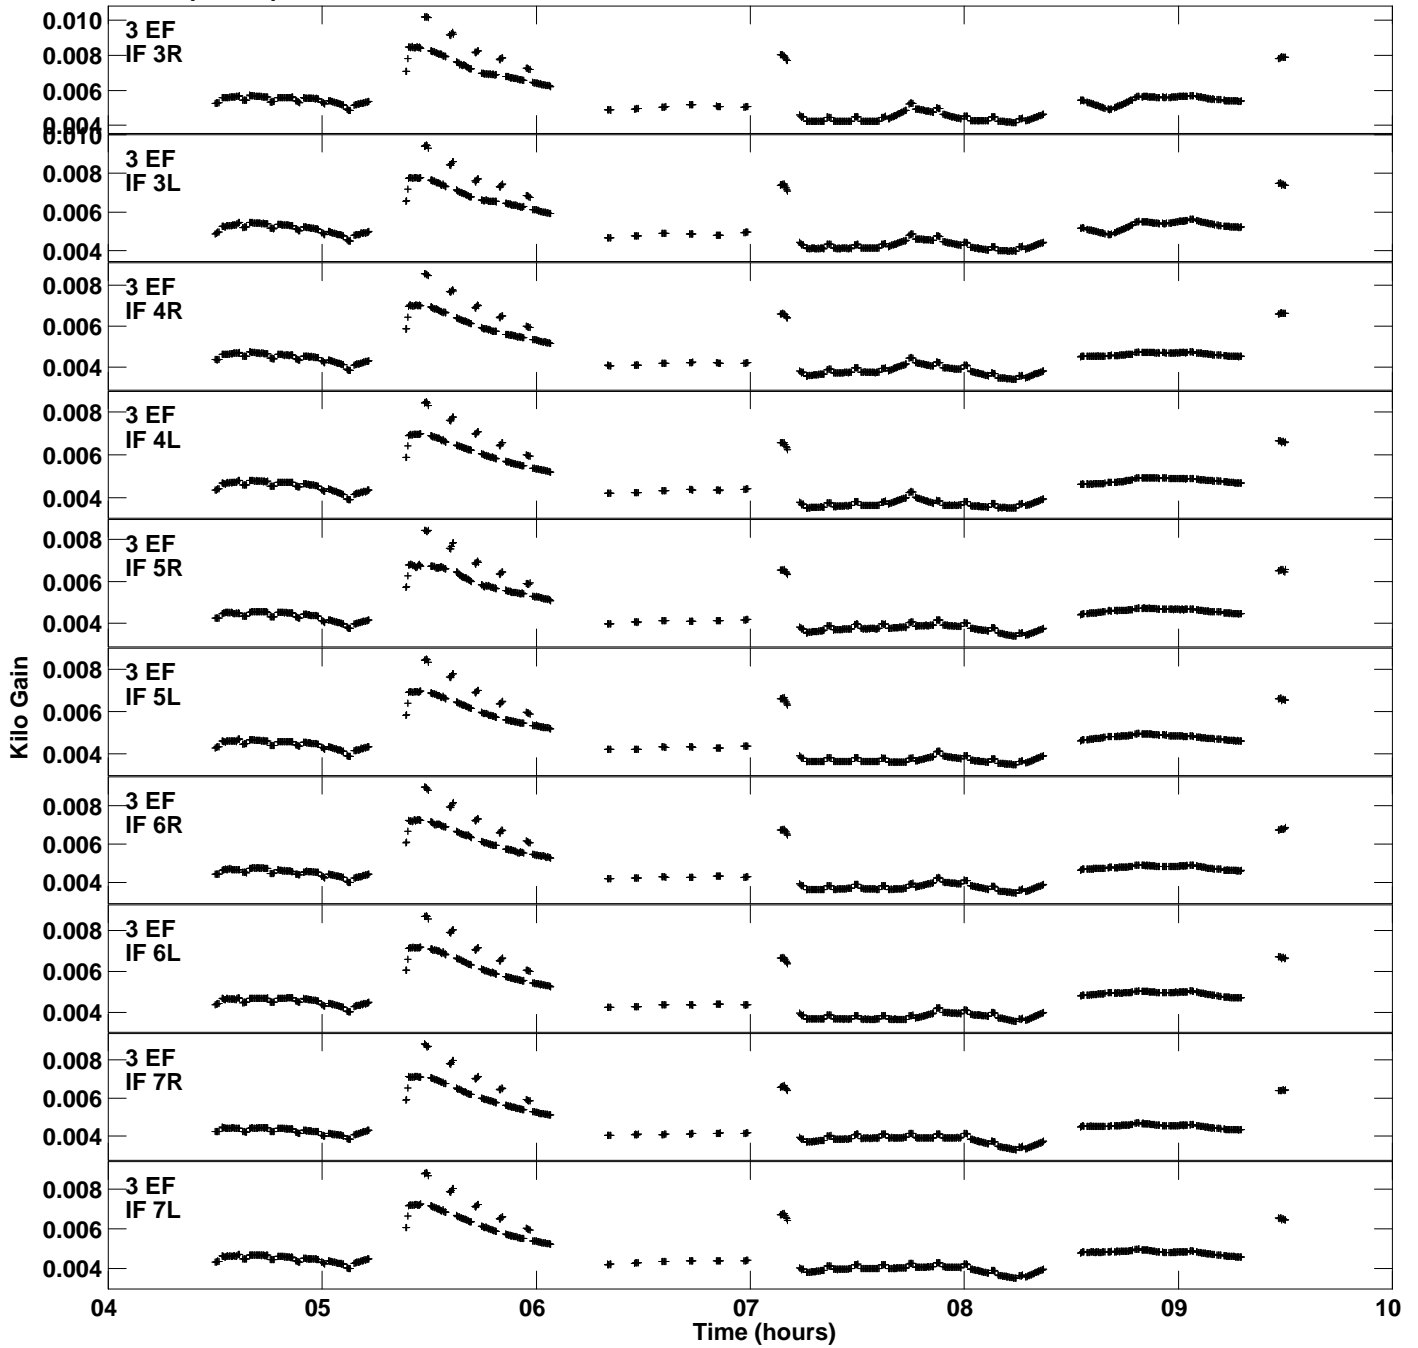 0.010
0.008
0.006
0.004
3 EF
IF 3R
0.010
0.008
0.006
0.004
3 EF
IF 3L
0.008
0.006
0.004
3 EF
IF 4R
0.008
0.006
0.004
3 EF
IF 4L
0.008
0.006
0.004
3 EF
IF 5R
0.008
0.006
0.004
3 EF
IF 5L
0.008
0.006
0.004
3 EF
IF 6R
0.008
0.006
0.004
3 EF
IF 6L
0.008
0.006
0.004
3 EF
IF 7R
0.008
0.006
0.004
3 EF
IF 7L
Kilo Gain
04 05 06 07 08 09 10
Time (hours)